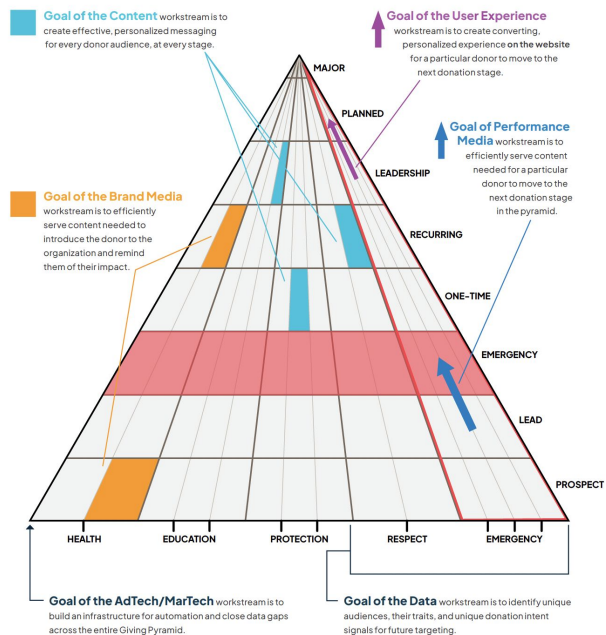 Goal of the Content workstream is to
create effective, personalized messaging
for every donor audience, at every stage.
Goal of the User Experience
workstream is to create converting,
personalized experience on the website
for a particular donor to move to the
next donation stage.
MAJOR
PLANNED
Goal of Performance
Media workstream is to
efficiently serve content
needed for a particular
donor to move to the
next donation stage
in the pyramid.
LEADERSHIP
Goal of the Brand Media
workstream is to efficiently
serve content needed to
introduce the donor to the
organization and remind
them of their impact.
RECURRING
ONE-TIME
EMERGENCY
LEAD
PROSPECT
HEALTH
EDUCATION
PROTECTION
RESPECT
EMERGENCY
Goal of the AdTech/MarTech workstream is to
build an infrastructure for automation and close data gaps
across the entire Giving Pyramid.
Goal of the Data workstream is to identify unique
audiences, their traits, and unique donation intent
signals for future targeting.